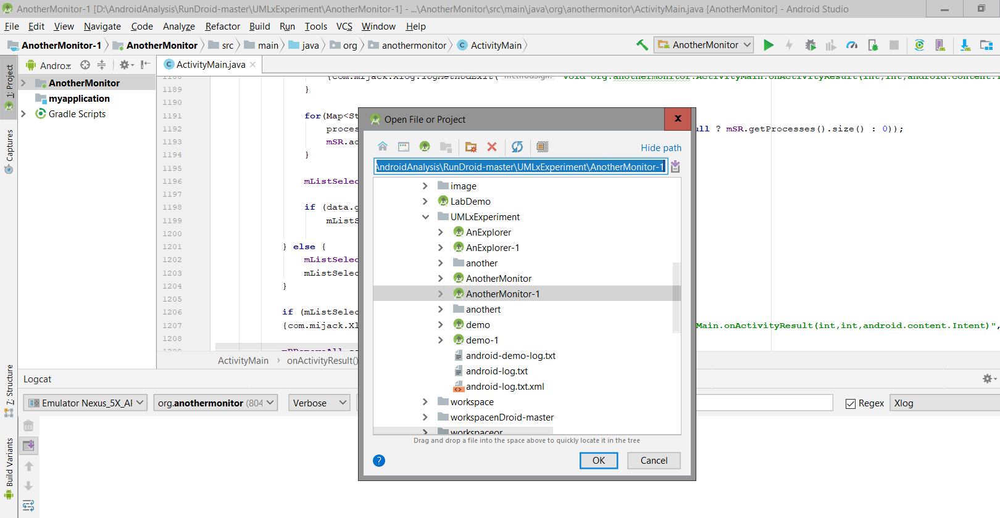 AnotherMonitor-1 [D:\AndroidAnalysis\RunDroid-master\UMLxExperiment\AnotherMonitor-1] - ...\AnotherMonitor\src\main\java\org\anothermonitor\ActivityMain.java [AnotherMonitor] - Android Studio
File Edit View Navigate Code Analyze Refactor Build Run Tools VCS Window Help
AnotherMonitor-1 AnotherMonitor src main java org anothermonitor ActivityMain AnotherMonitor
1: Project
Captures
7: Structure
Build Variants
Andro...
AnotherMonitor
myapplication
Gradle Scripts
ActivityMain.java
{com.mijack.Xlog.logMethodExit( methodSign: "void org.anothermonitor.ActivityMain.onActivityResult(int,int,android.content.I
1189 }
1190
1191 for(Map<St
1192 proces ull ? mSR.getProcesses().size() : 0));
1193 mSR.ac
1194 }
1195
1196 mListSelec
1197
1198 if (data.g
1199 mListS
1200
1201 } else {
1202 mListSelec
1203 mListSelec
1204 }
1205
1206 if (mListSelec
1207 {com.mijack.Xl Main.onActivityResult(int,int,android.content.Intent)",
1208
ActivityMain › onActivityResult()
Open File or Project
x
Hide path
AndroidAnalysis\RunDroid-master\UMLxExperiment\AnotherMonitor-1
image
LabDemo
UMLxExperiment
AnExplorer
AnExplorer-1
another
AnotherMonitor
AnotherMonitor-1
anothert
demo
demo-1
android-demo-log.txt
android-log.txt
android-log.txt.xml
workspace
workspacenDroid-master
workspaceor
Drag and drop a file into the space above to quickly locate it in the tree
?
OK
Cancel
Logcat
Emulator Nexus_5X_AF org.anothermonitor (804 Verbose Regex Xlog